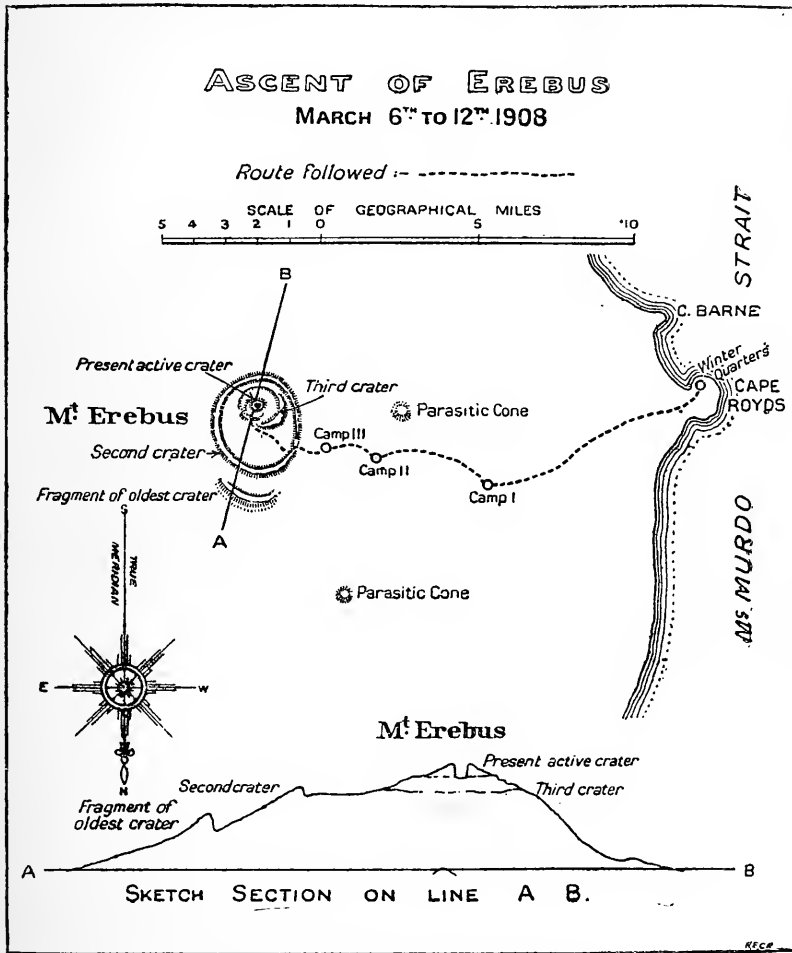 ASCENT OF EREBUS
MARCH 6TH TO 12TH 1908
Route followed :-
SCALE OF GEOGRAPHICAL MILES
5 4 3 2 1 0 5 10
STRAIT
B
C. BARNE
Winter Quarters
CAPE ROYDS
Present active crater
Third crater
Mt. Erebus
Parasitic Cone
Second crater
Camp III
Camp II
Camp I
Fragment of oldest crater
A
S
TRUE MERIDIAN
Parasitic Cone
Mc MURDO
E W
N
Mt. Erebus
Present active crater
Second crater
Third crater
Fragment of
oldest crater
A B
SKETCH SECTION ON LINE A B.